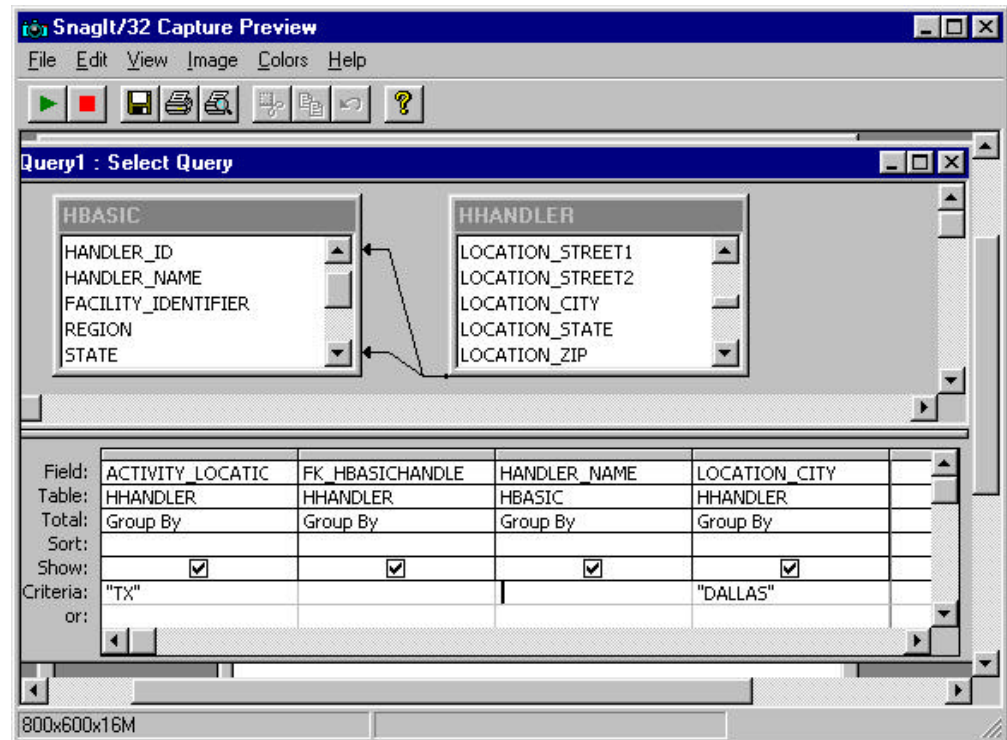 SnagIt/32 Capture Preview
File Edit View Image Colors Help
Query1 : Select Query
HBASIC
HANDLER_ID
HANDLER_NAME
FACILITY_IDENTIFIER
REGION
STATE
HHANDLER
LOCATION_STREET1
LOCATION_STREET2
LOCATION_CITY
LOCATION_STATE
LOCATION_ZIP
Field: ACTIVITY_LOCATIC FK_HBASICHANDLE HANDLER_NAME LOCATION_CITY
Table: HHANDLER HHANDLER HBASIC HHANDLER
Total: Group By Group By Group By Group By
Sort:
Show:
Criteria: "TX" "DALLAS"
or:
800x600x16M